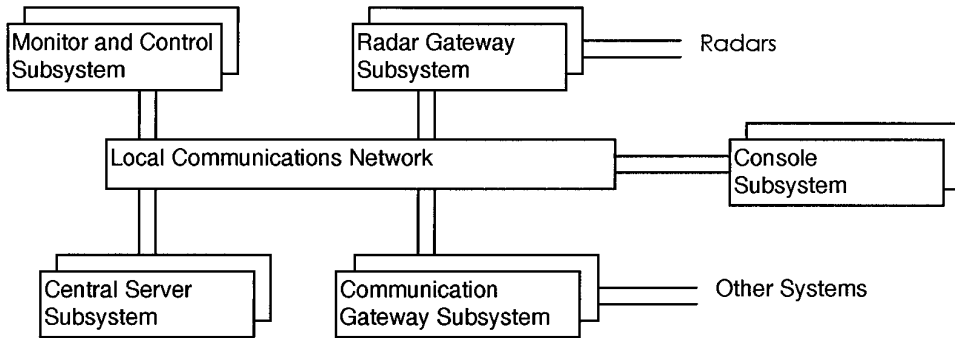 Monitor and Control
Subsystem
Radar Gateway
Subsystem
Radars
Local Communications Network
Console
Subsystem
Central Server
Subsystem
Communication
Gateway Subsystem
Other Systems